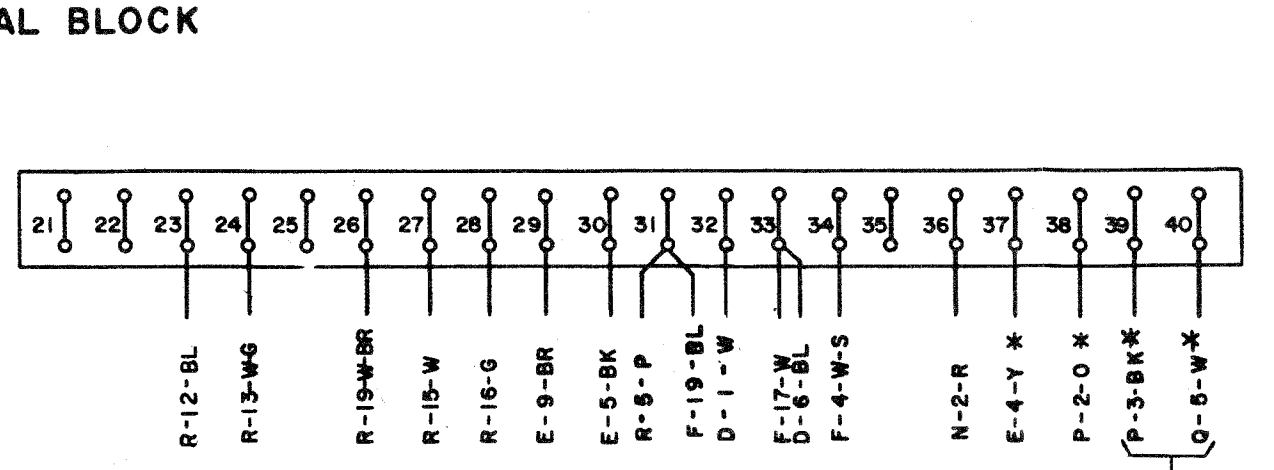 AL BLOCK
21 22 23 24 25 26 27 28 29 30 31 32 33 34 35 36 37 38 39 40
R-12-BL
R-13-W-G
R-19-W-BR
R-15-W
R-16-G
E-9-BR
E-5-BK
R-5-P
F-19-BL
D-1-W
F-17-W
D-6-BL
F-4-W-S
N-2-R
E-4-Y *
P-2-O *
P-3-BK*
Q-5-W*